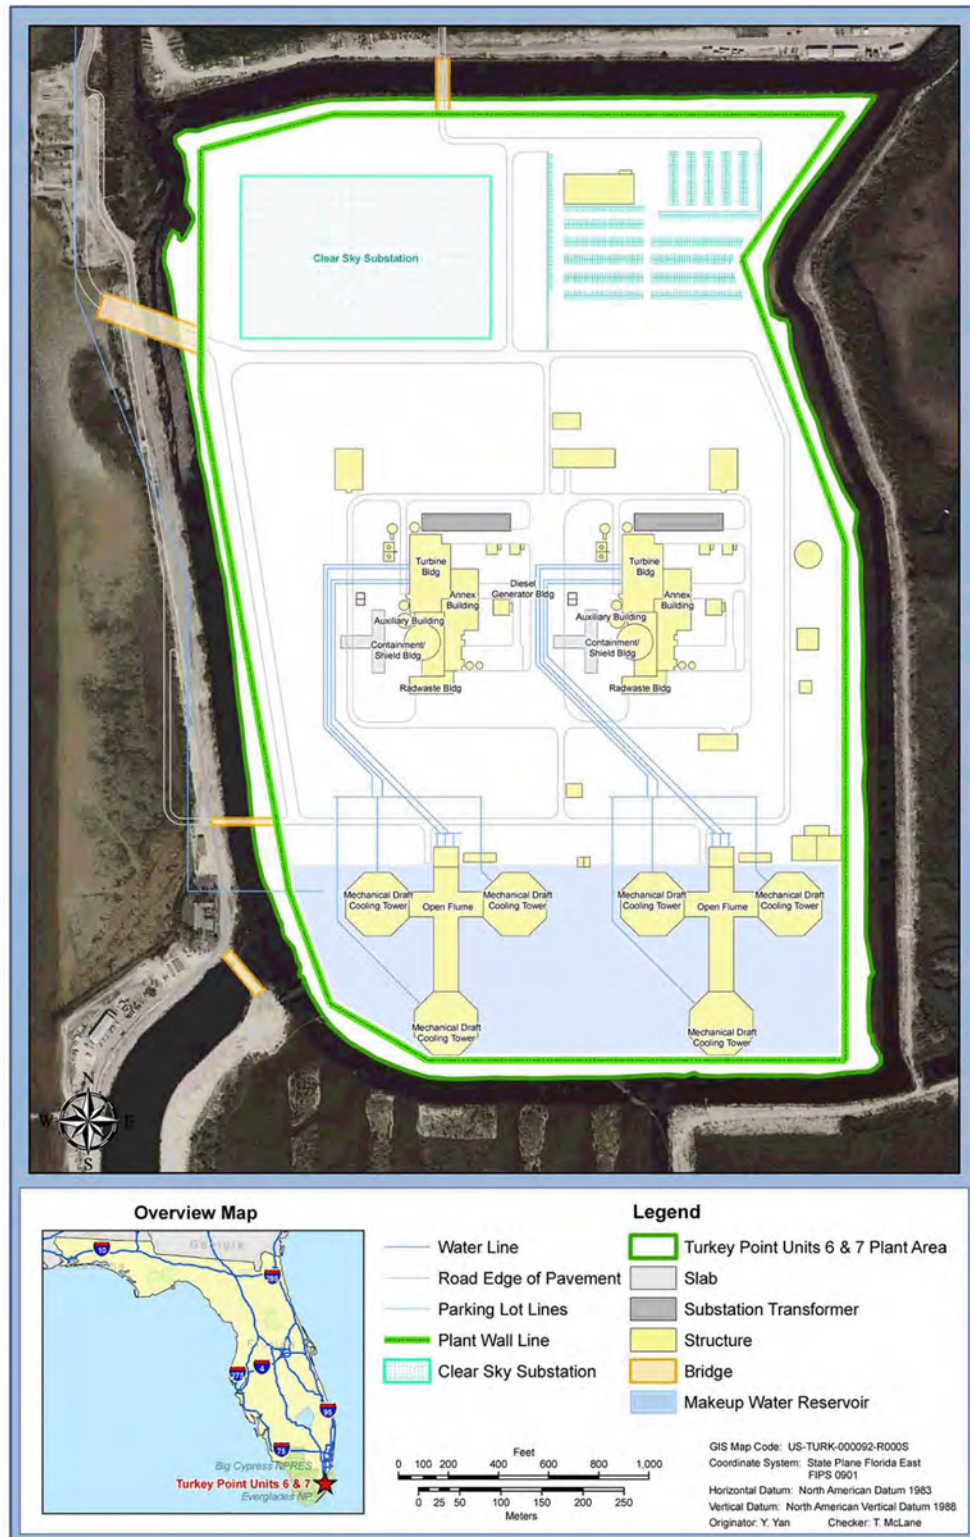 Clear Sky Substation
Turbine
Bldg
Annex
Building
Diesel
Generator Bldg
Auxiliary Building
Containment/
Shield Bldg
Radwaste Bldg
Turbine
Bldg
Annex
Building
Auxiliary Building
Containment/
Shield Bldg
Radwaste Bldg
Mechanical Draft
Cooling Tower
Open Flume
Mechanical Draft
Cooling Tower
Mechanical Draft
Cooling Tower
Open Flume
Mechanical Draft
Cooling Tower
Mechanical Draft
Cooling Tower
Mechanical Draft
Cooling Tower
N
W
E
S
Overview Map
Georgia
10
295
4
275
95
75
Big Cypress NPRES
Turkey Point Units 6 & 7
Everglades NP
Legend
Water Line
Road Edge of Pavement
Parking Lot Lines
Plant Wall Line
Clear Sky Substation
Turkey Point Units 6 & 7 Plant Area
Slab
Substation Transformer
Structure
Bridge
Makeup Water Reservoir
Feet
0 100 200 400 600 800 1,000
0 25 50 100 150 200 250
Meters
GIS Map Code: US-TURK-000092-R000S
Coordinate System: State Plane Florida East
FIPS 0901
Horizontal Datum: North American Datum 1983
Vertical Datum: North American Vertical Datum 1988
Originator: Y. Yan Checker: T. McLane